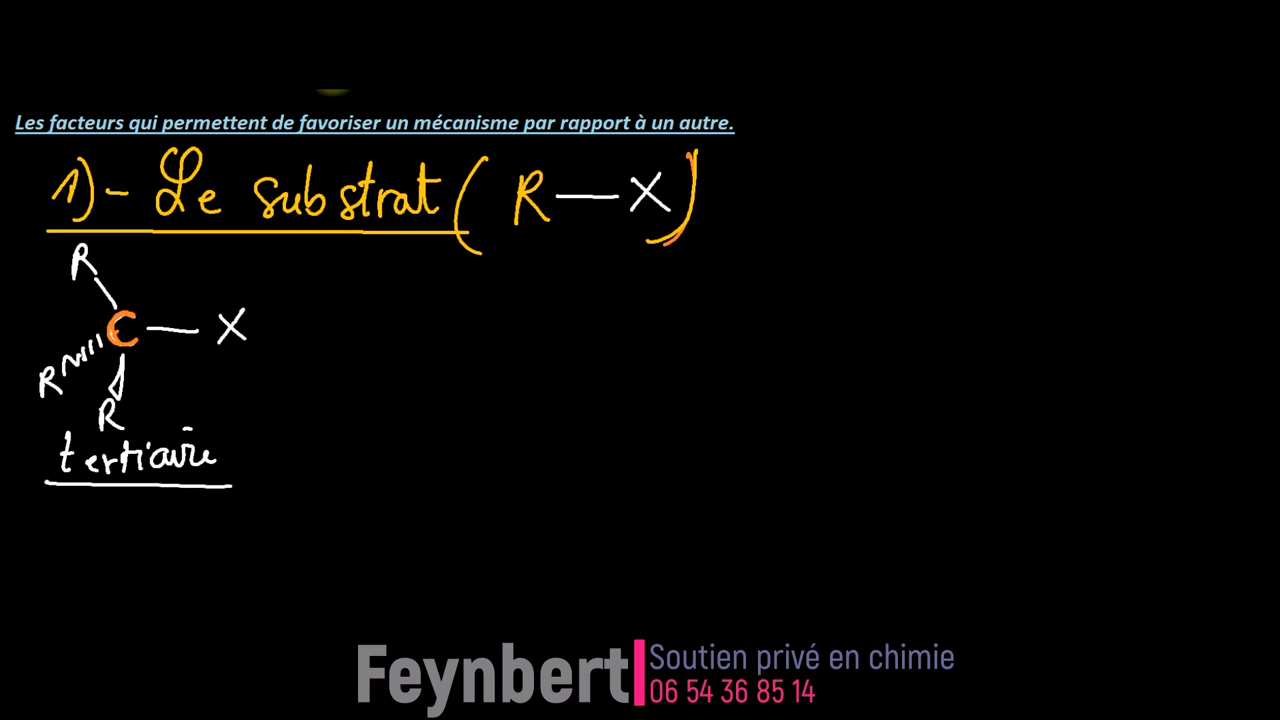 Les facteurs qui permettent de favoriser un mécanisme par rapport à un autre.
1)- Le substrat ( R — X )
R
C — X
R
R
tertiaire
Feynbert
Soutien privé en chimie
06 54 36 85 14